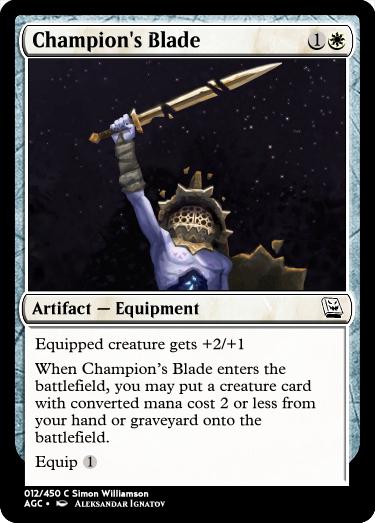 Champion's Blade 1
Artifact — Equipment
Equipped creature gets +2/+1
When Champion's Blade enters the
battlefield, you may put a creature card
with converted mana cost 2 or less from
your hand or graveyard onto the
battlefield.
Equip 1
012/450 C Simon Williamson
AGC • Aleksandar Ignatov